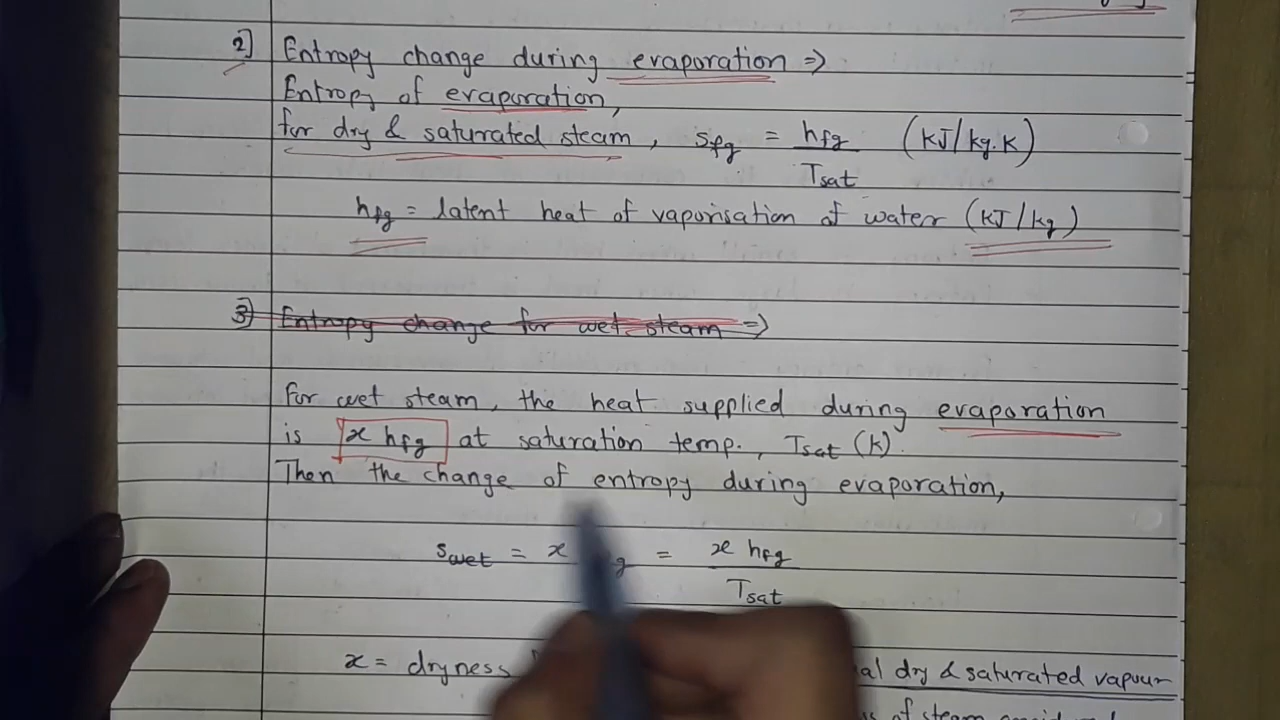 2] Entropy change during evaporation ⇒
Entropy of evaporation,
for dry & saturated steam, sfg = hfg / Tsat (KJ/kg.K)
hfg = latent heat of vaporisation of water (KJ/kg)
3] Entropy change for wet steam ⇒
For wet steam, the heat supplied during evaporation
is x hfg at saturation temp., Tsat (K).
Then the change of entropy during evaporation,
swet = x g = x hfg / Tsat
x = dryness al dry & saturated vapour
of steam